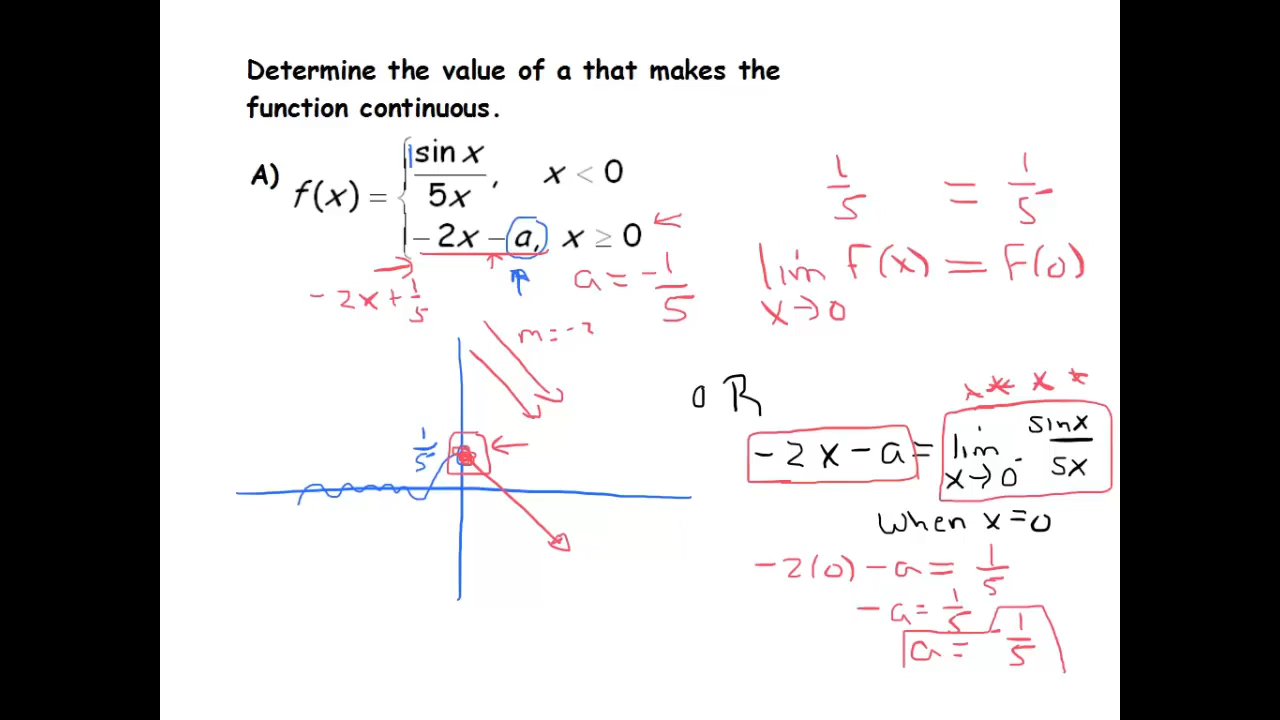 Determine the value of a that makes the
function continuous.
A) f(x) = { sin x / 5x, x < 0
-2x - a, x ≥ 0
-2x + 1/5
a = -1/5
m = -2
1/5
1/5 = 1/5
lim x→0 F(x) = F(0)
OR
-2x - a = lim x→0⁻ sinx / 5x
When x = 0
-2(0) - a = 1/5
-a = 1/5
a = 1/5